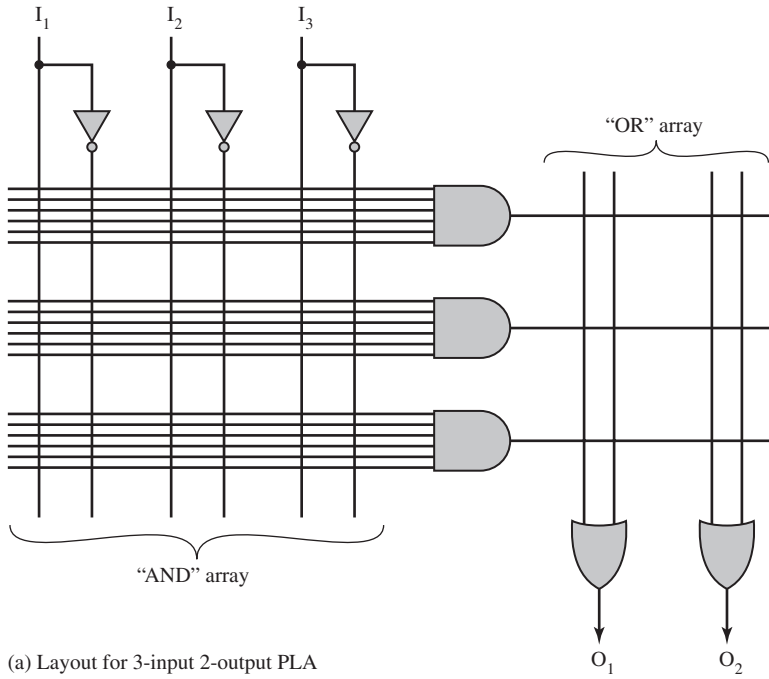 I₁ I₂ I₃
“OR” array
“AND” array
(a) Layout for 3-input 2-output PLA
O₁ O₂